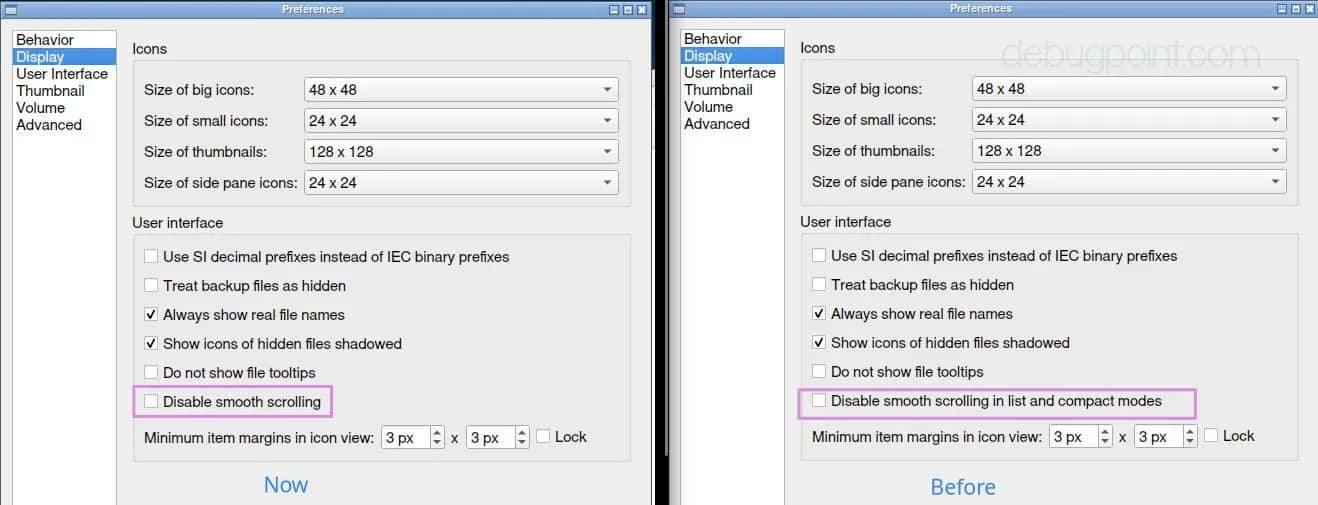 Preferences
Behavior
Display
User Interface
Thumbnail
Volume
Advanced
Icons
Size of big icons: 48 x 48
Size of small icons: 24 x 24
Size of thumbnails: 128 x 128
Size of side pane icons: 24 x 24
User interface
Use SI decimal prefixes instead of IEC binary prefixes
Treat backup files as hidden
Always show real file names
Show icons of hidden files shadowed
Do not show file tooltips
Disable smooth scrolling
Minimum item margins in icon view: 3 px x 3 px Lock
Now
Preferences
debugpoint.com
Behavior
Display
User Interface
Thumbnail
Volume
Advanced
Icons
Size of big icons: 48 x 48
Size of small icons: 24 x 24
Size of thumbnails: 128 x 128
Size of side pane icons: 24 x 24
User interface
Use SI decimal prefixes instead of IEC binary prefixes
Treat backup files as hidden
Always show real file names
Show icons of hidden files shadowed
Do not show file tooltips
Disable smooth scrolling in list and compact modes
Minimum item margins in icon view: 3 px x 3 px Lock
Before